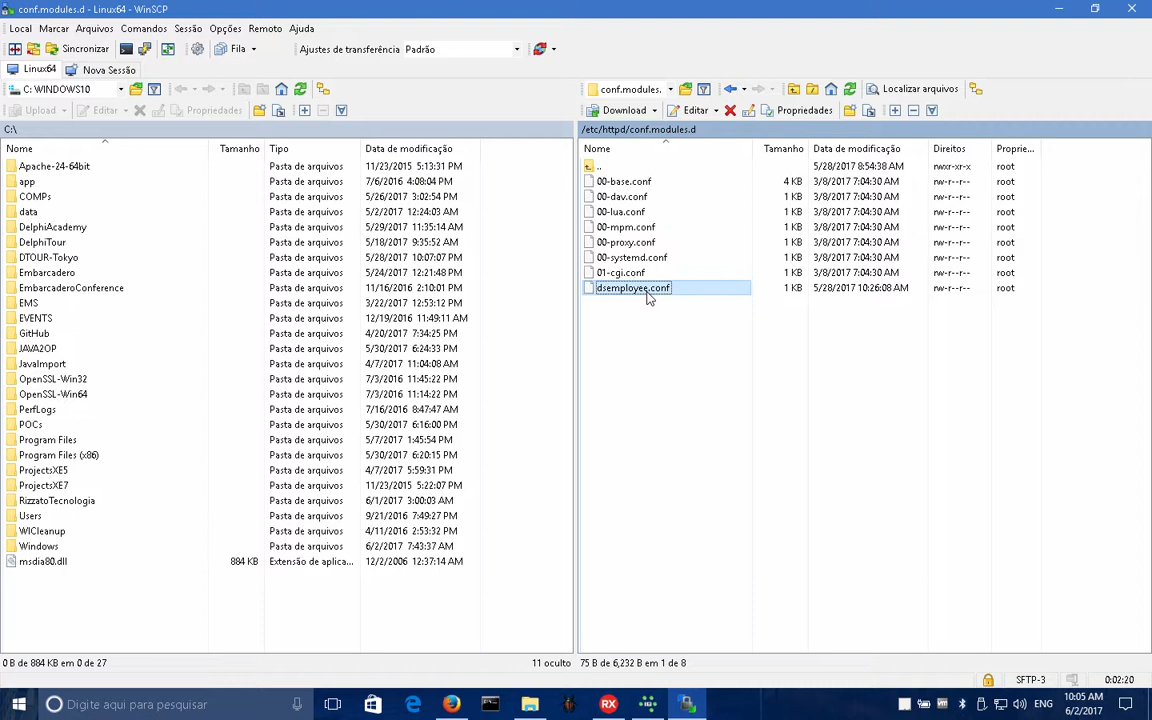 conf.modules.d - Linux64 - WinSCP
Local Marcar Arquivos Comandos Sessão Opções Remoto Ajuda
Sincronizar Fila Ajustes de transferência Padrão
Linux64 Nova Sessão
C: WINDOWS10 conf.modules. Localizar arquivos
Upload Editar Propriedades Download Editar Propriedades
C:\ /etc/httpd/conf.modules.d
Nome Tamanho Tipo Data de modificação Nome Tamanho Data de modificação Direitos Proprie...
Apache-24-64bit Pasta de arquivos 11/23/2015 5:13:31 PM .. 5/28/2017 8:54:38 AM rwxr-xr-x root
app Pasta de arquivos 7/6/2016 4:08:04 PM 00-base.conf 4 KB 3/8/2017 7:04:30 AM rw-r--r-- root
COMPs Pasta de arquivos 5/26/2017 3:02:54 PM 00-dav.conf 1 KB 3/8/2017 7:04:30 AM rw-r--r-- root
data Pasta de arquivos 5/2/2017 12:24:03 AM 00-lua.conf 1 KB 3/8/2017 7:04:30 AM rw-r--r-- root
DelphiAcademy Pasta de arquivos 5/29/2017 11:35:14 AM 00-mpm.conf 1 KB 3/8/2017 7:04:30 AM rw-r--r-- root
DelphiTour Pasta de arquivos 5/18/2017 9:35:52 AM 00-proxy.conf 1 KB 3/8/2017 7:04:30 AM rw-r--r-- root
DTOUR-Tokyo Pasta de arquivos 5/28/2017 10:07:07 PM 00-systemd.conf 1 KB 3/8/2017 7:04:30 AM rw-r--r-- root
Embarcadero Pasta de arquivos 5/24/2017 12:21:48 PM 01-cgi.conf 1 KB 3/8/2017 7:04:30 AM rw-r--r-- root
EmbarcaderoConference Pasta de arquivos 11/16/2016 2:10:01 PM dsemployee.conf 1 KB 5/28/2017 10:26:08 AM rw-r--r-- root
EMS Pasta de arquivos 3/22/2017 12:53:12 PM
EVENTS Pasta de arquivos 12/19/2016 11:49:11 AM
GitHub Pasta de arquivos 4/20/2017 7:34:25 PM
JAVA2OP Pasta de arquivos 5/30/2017 6:24:33 PM
JavaImport Pasta de arquivos 4/7/2017 11:04:08 AM
OpenSSL-Win32 Pasta de arquivos 7/3/2016 11:45:22 PM
OpenSSL-Win64 Pasta de arquivos 7/3/2016 11:14:22 PM
PerfLogs Pasta de arquivos 7/16/2016 8:47:47 AM
POCs Pasta de arquivos 5/30/2017 6:16:00 PM
Program Files Pasta de arquivos 5/7/2017 1:45:54 PM
Program Files (x86) Pasta de arquivos 5/30/2017 6:20:15 PM
ProjectsXE5 Pasta de arquivos 4/7/2017 5:59:31 PM
ProjectsXE7 Pasta de arquivos 11/23/2015 5:22:07 PM
RizzatoTecnologia Pasta de arquivos 6/1/2017 3:00:03 AM
Users Pasta de arquivos 9/21/2016 7:49:27 PM
WICleanup Pasta de arquivos 4/11/2016 2:53:32 PM
Windows Pasta de arquivos 6/2/2017 7:43:37 AM
msdia80.dll 884 KB Extensão de aplica... 12/2/2006 12:37:14 AM
0 B de 884 KB em 0 de 27 11 oculto 75 B de 6,232 B em 1 de 8
SFTP-3 0:02:20
Digite aqui para pesquisar RX ENG 10:05 AM
6/2/2017